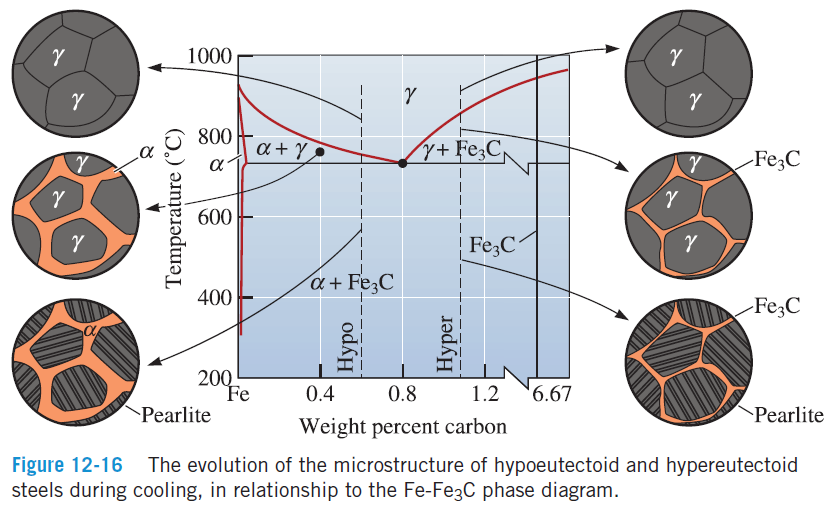 γ
γ
γ
α
γ
γ
α
Pearlite
1000
800
600
400
200
Temperature (°C)
γ
α + γ
α
γ + Fe₃C
Fe₃C
α + Fe₃C
Hypo
Hyper
Fe
0.4
0.8
1.2
6.67
Weight percent carbon
γ
γ
γ
Fe₃C
γ
γ
Fe₃C
Pearlite
Figure 12-16 The evolution of the microstructure of hypoeutectoid and hypereutectoid
steels during cooling, in relationship to the Fe-Fe₃C phase diagram.